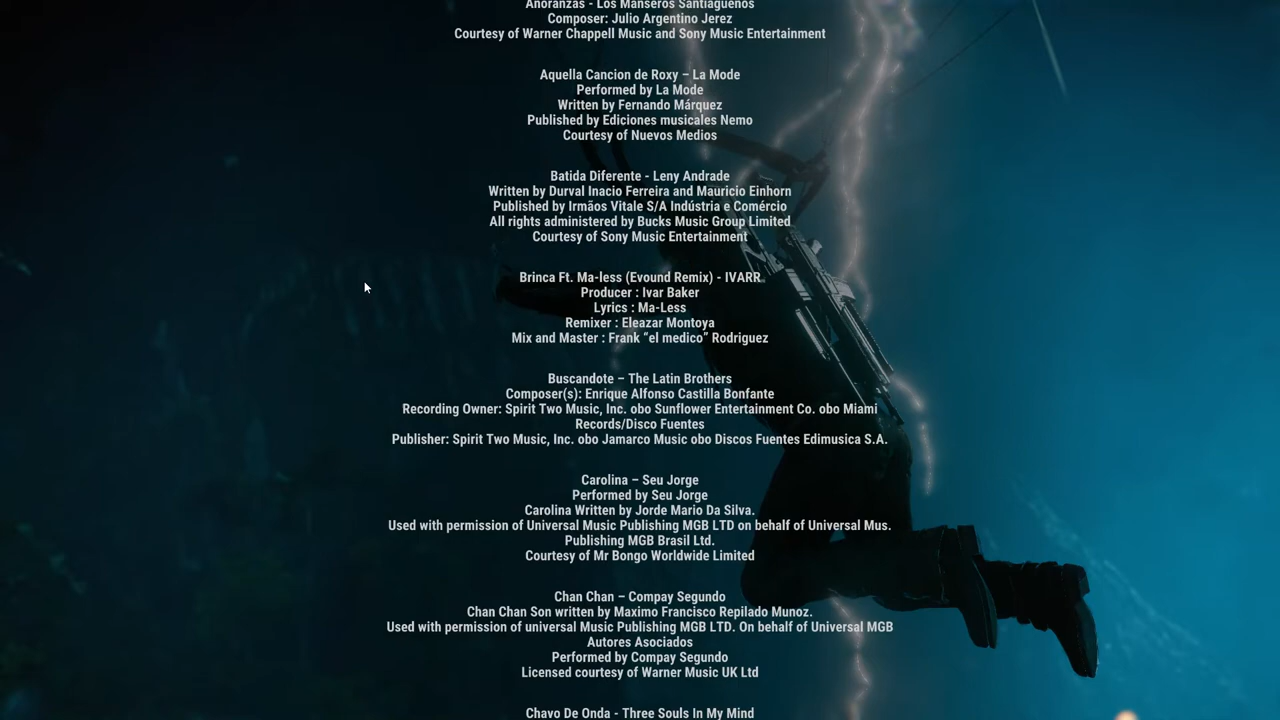 Añoranzas - Los Manseros Santiagueños
Composer: Julio Argentino Jerez
Courtesy of Warner Chappell Music and Sony Music Entertainment
Aquella Cancion de Roxy – La Mode
Performed by La Mode
Written by Fernando Márquez
Published by Ediciones musicales Nemo
Courtesy of Nuevos Medios
Batida Diferente - Leny Andrade
Written by Durval Inacio Ferreira and Mauricio Einhorn
Published by Irmãos Vitale S/A Indústria e Comércio
All rights administered by Bucks Music Group Limited
Courtesy of Sony Music Entertainment
Brinca Ft. Ma-less (Evound Remix) - IVARR
Producer : Ivar Baker
Lyrics : Ma-Less
Remixer : Eleazar Montoya
Mix and Master : Frank “el medico” Rodriguez
Buscandote – The Latin Brothers
Composer(s): Enrique Alfonso Castilla Bonfante
Recording Owner: Spirit Two Music, Inc. obo Sunflower Entertainment Co. obo Miami
Records/Disco Fuentes
Publisher: Spirit Two Music, Inc. obo Jamarco Music obo Discos Fuentes Edimusica S.A.
Carolina – Seu Jorge
Performed by Seu Jorge
Carolina Written by Jorde Mario Da Silva.
Used with permission of Universal Music Publishing MGB LTD on behalf of Universal Mus.
Publishing MGB Brasil Ltd.
Courtesy of Mr Bongo Worldwide Limited
Chan Chan – Compay Segundo
Chan Chan Son written by Maximo Francisco Repilado Munoz.
Used with permission of universal Music Publishing MGB LTD. On behalf of Universal MGB
Autores Asociados
Performed by Compay Segundo
Licensed courtesy of Warner Music UK Ltd
Chavo De Onda - Three Souls In My Mind